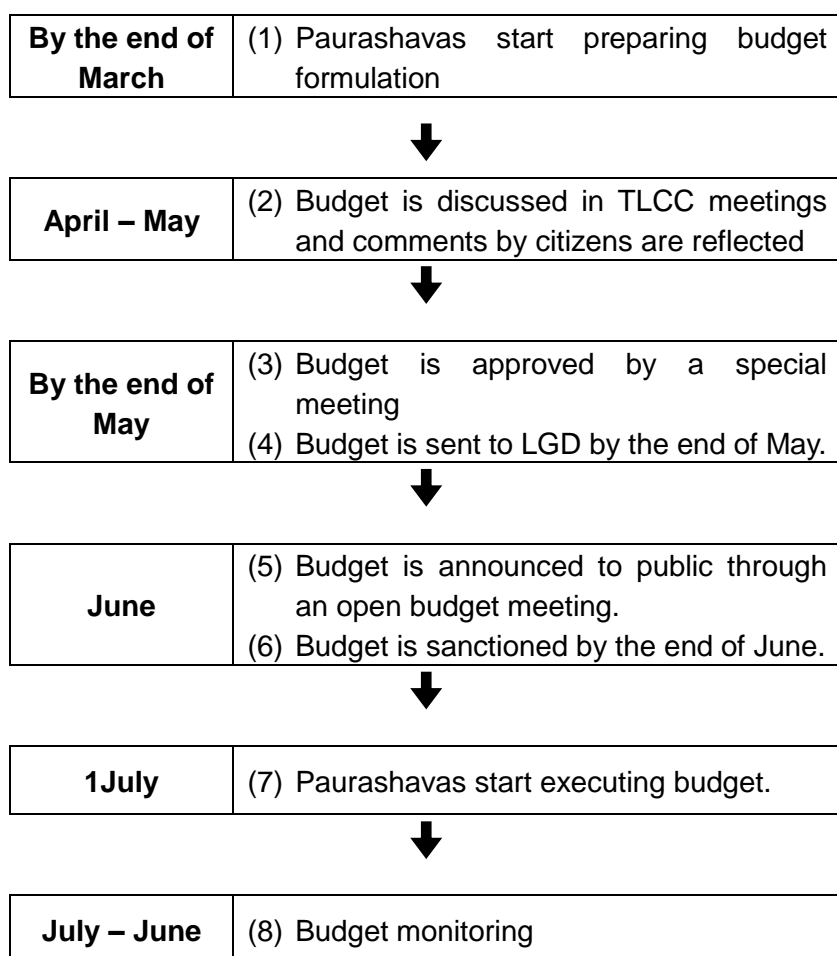 By the end of
March
(1) Paurashavas start preparing budget
formulation
April – May
(2) Budget is discussed in TLCC meetings
and comments by citizens are reflected
By the end of
May
(3) Budget is approved by a special
meeting
(4) Budget is sent to LGD by the end of May.
June
(5) Budget is announced to public through
an open budget meeting.
(6) Budget is sanctioned by the end of June.
1July
(7) Paurashavas start executing budget.
July – June
(8) Budget monitoring